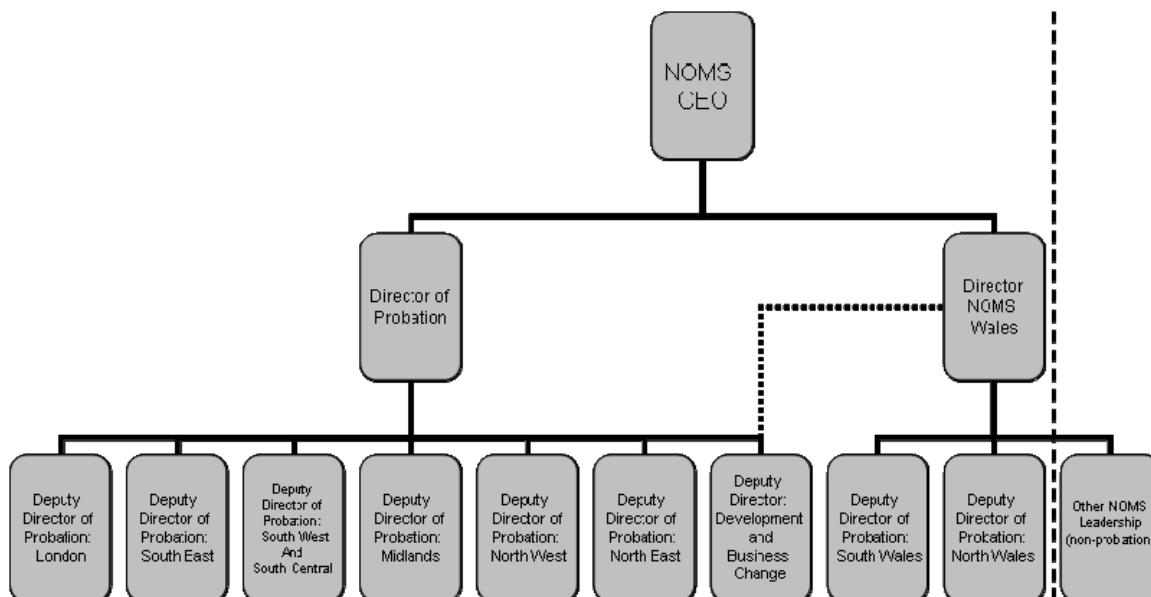 NOMS
CEO
Director of
Probation
Director
NOMS
Wales
Deputy
Director of
Probation:
London
Deputy
Director of
Probation:
South East
Deputy
Director of
Probation:
South West
And
South Central
Deputy
Director of
Probation:
Midlands
Deputy
Director of
Probation:
North West
Deputy
Director of
Probation:
North East
Deputy
Director:
Development
and
Business
Change
Deputy
Director of
Probation:
South Wales
Deputy
Director of
Probation:
North Wales
Other NOMS
Leadership
(non-probation